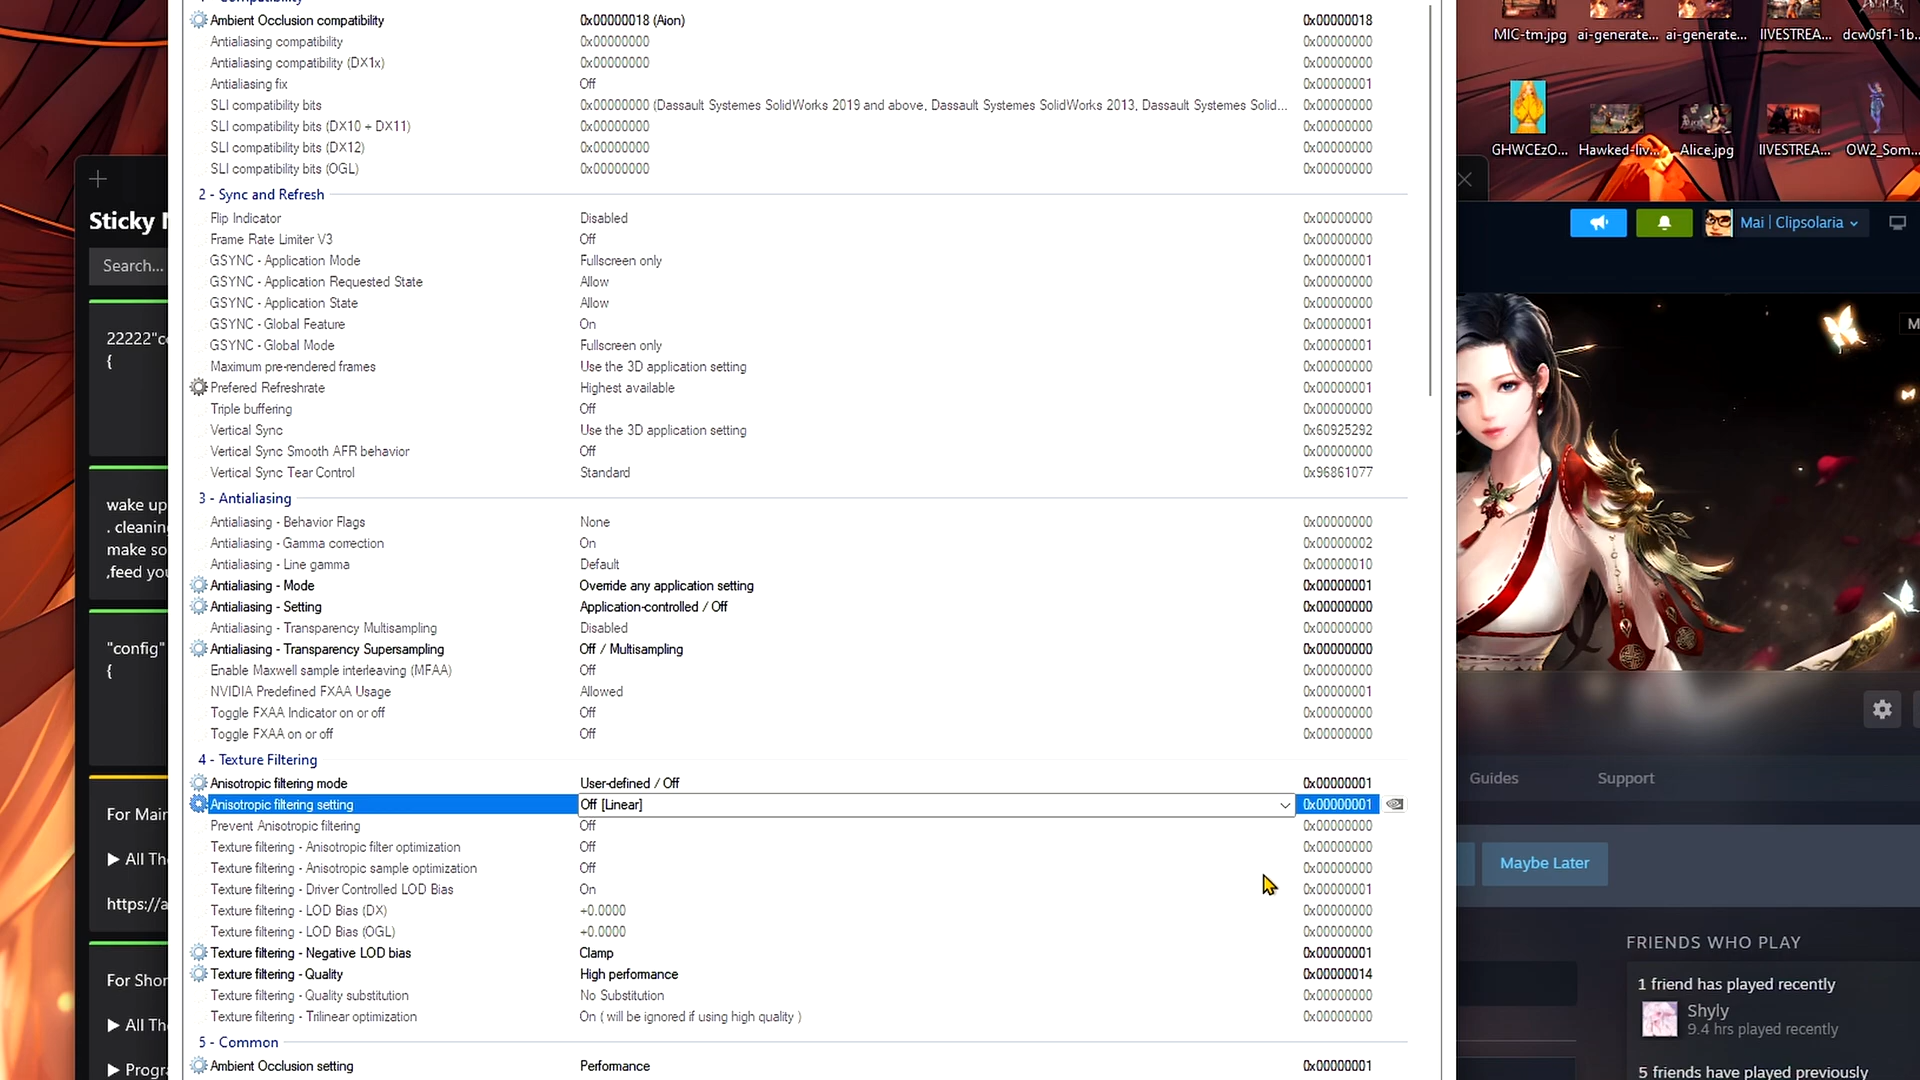 Ambient Occlusion compatibility 0x00000018 (Aion) 0x00000018
Antialiasing compatibility 0x00000000 0x00000000
Antialiasing compatibility (DX1x) 0x00000000 0x00000000
Antialiasing fix Off 0x00000001
SLI compatibility bits 0x00000000 (Dassault Systemes SolidWorks 2019 and above, Dassault Systemes SolidWorks 2013, Dassault Systemes Solid... 0x00000000
SLI compatibility bits (DX10 + DX11) 0x00000000 0x00000000
SLI compatibility bits (DX12) 0x00000000 0x00000000
SLI compatibility bits (OGL) 0x00000000 0x00000000
2 - Sync and Refresh
Flip Indicator Disabled 0x00000000
Frame Rate Limiter V3 Off 0x00000000
GSYNC - Application Mode Fullscreen only 0x00000001
GSYNC - Application Requested State Allow 0x00000000
GSYNC - Application State Allow 0x00000000
GSYNC - Global Feature On 0x00000001
GSYNC - Global Mode Fullscreen only 0x00000001
Maximum pre-rendered frames Use the 3D application setting 0x00000000
Prefered Refreshrate Highest available 0x00000001
Triple buffering Off 0x00000000
Vertical Sync Use the 3D application setting 0x60925292
Vertical Sync Smooth AFR behavior Off 0x00000000
Vertical Sync Tear Control Standard 0x96861077
3 - Antialiasing
Antialiasing - Behavior Flags None 0x00000000
Antialiasing - Gamma correction On 0x00000002
Antialiasing - Line gamma Default 0x00000010
Antialiasing - Mode Override any application setting 0x00000001
Antialiasing - Setting Application-controlled / Off 0x00000000
Antialiasing - Transparency Multisampling Disabled 0x00000000
Antialiasing - Transparency Supersampling Off / Multisampling 0x00000000
Enable Maxwell sample interleaving (MFAA) Off 0x00000000
NVIDIA Predefined FXAA Usage Allowed 0x00000001
Toggle FXAA Indicator on or off Off 0x00000000
Toggle FXAA on or off Off 0x00000000
4 - Texture Filtering
Anisotropic filtering mode User-defined / Off 0x00000001
Anisotropic filtering setting Off [Linear] 0x00000001
Prevent Anisotropic filtering Off 0x00000000
Texture filtering - Anisotropic filter optimization Off 0x00000000
Texture filtering - Anisotropic sample optimization Off 0x00000000
Texture filtering - Driver Controlled LOD Bias On 0x00000001
Texture filtering - LOD Bias (DX) +0.0000 0x00000000
Texture filtering - LOD Bias (OGL) +0.0000 0x00000000
Texture filtering - Negative LOD bias Clamp 0x00000001
Texture filtering - Quality High performance 0x00000014
Texture filtering - Quality substitution No Substitution 0x00000000
Texture filtering - Trilinear optimization On ( will be ignored if using high quality ) 0x00000000
5 - Common
Ambient Occlusion setting Performance 0x00000001
Sticky
Search...
22222"c
{
wake up
. cleanin
make so
,feed you
"config"
{
For Main
▶ All Th
https://a
For Shor
▶ All Th
▶ Progr
MIC-tm.jpg ai-generate... ai-generate... IIVESTREA... dcw0sf1-1b...
GHWCEzO... Hawked-liv... Alice.jpg IIVESTREA... OW2_Som...
Mai | Clipsolaria
M
Guides Support
Maybe Later
FRIENDS WHO PLAY
1 friend has played recently
Shyly
9.4 hrs played recently
5 friends have played previously